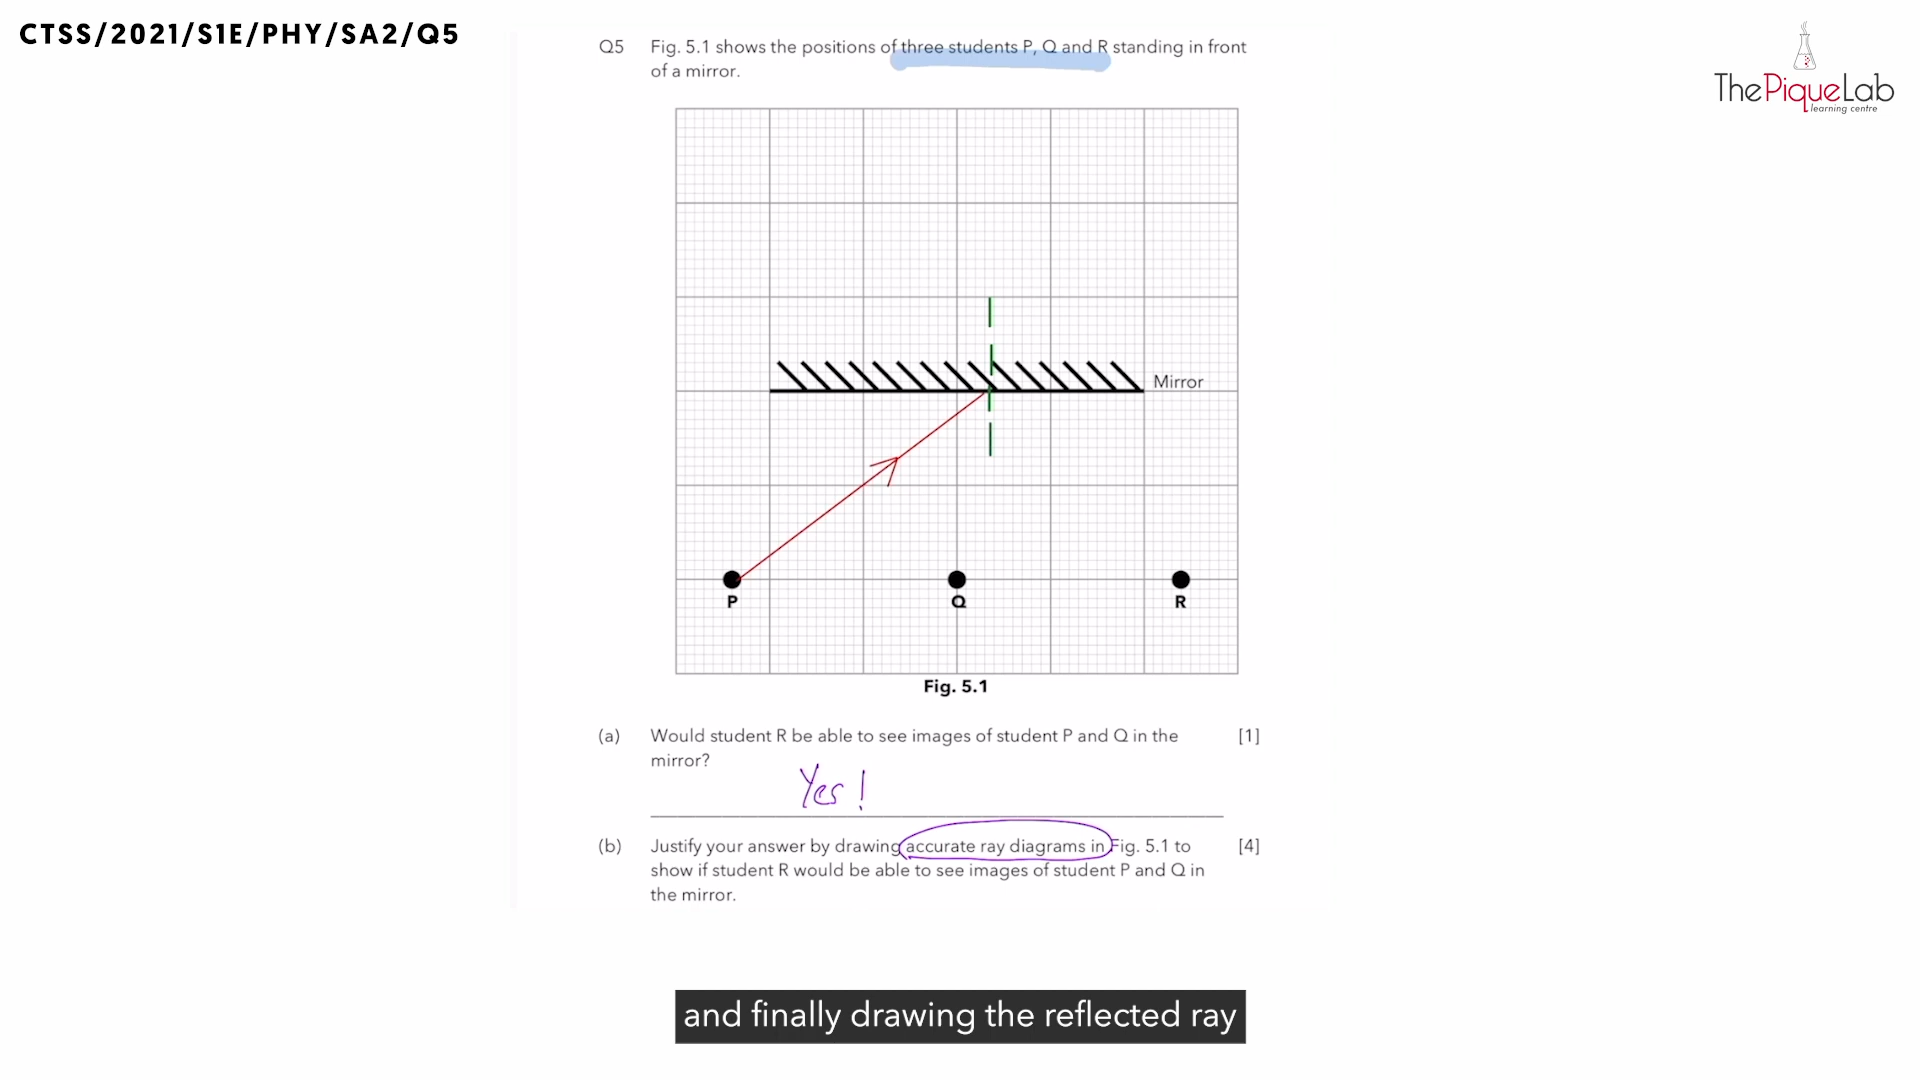 CTSS/2021/S1E/PHY/SA2/Q5
ThePiqueLab
learning centre
Q5 Fig. 5.1 shows the positions of three students P, Q and R standing in front
of a mirror.
Mirror
P Q R
Fig. 5.1
(a) Would student R be able to see images of student P and Q in the [1]
mirror?
Yes!
(b) Justify your answer by drawing accurate ray diagrams in Fig. 5.1 to [4]
show if student R would be able to see images of student P and Q in
the mirror.
and finally drawing the reflected ray